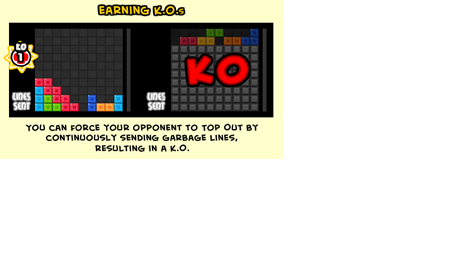 EARNING K.O.s
KO
1
LINES
SENT
LINES
SENT
KO
YOU CAN FORCE YOUR OPPONENT TO TOP OUT BY
CONTINUOUSLY SENDING GARBAGE LINES,
RESULTING IN A K.O.